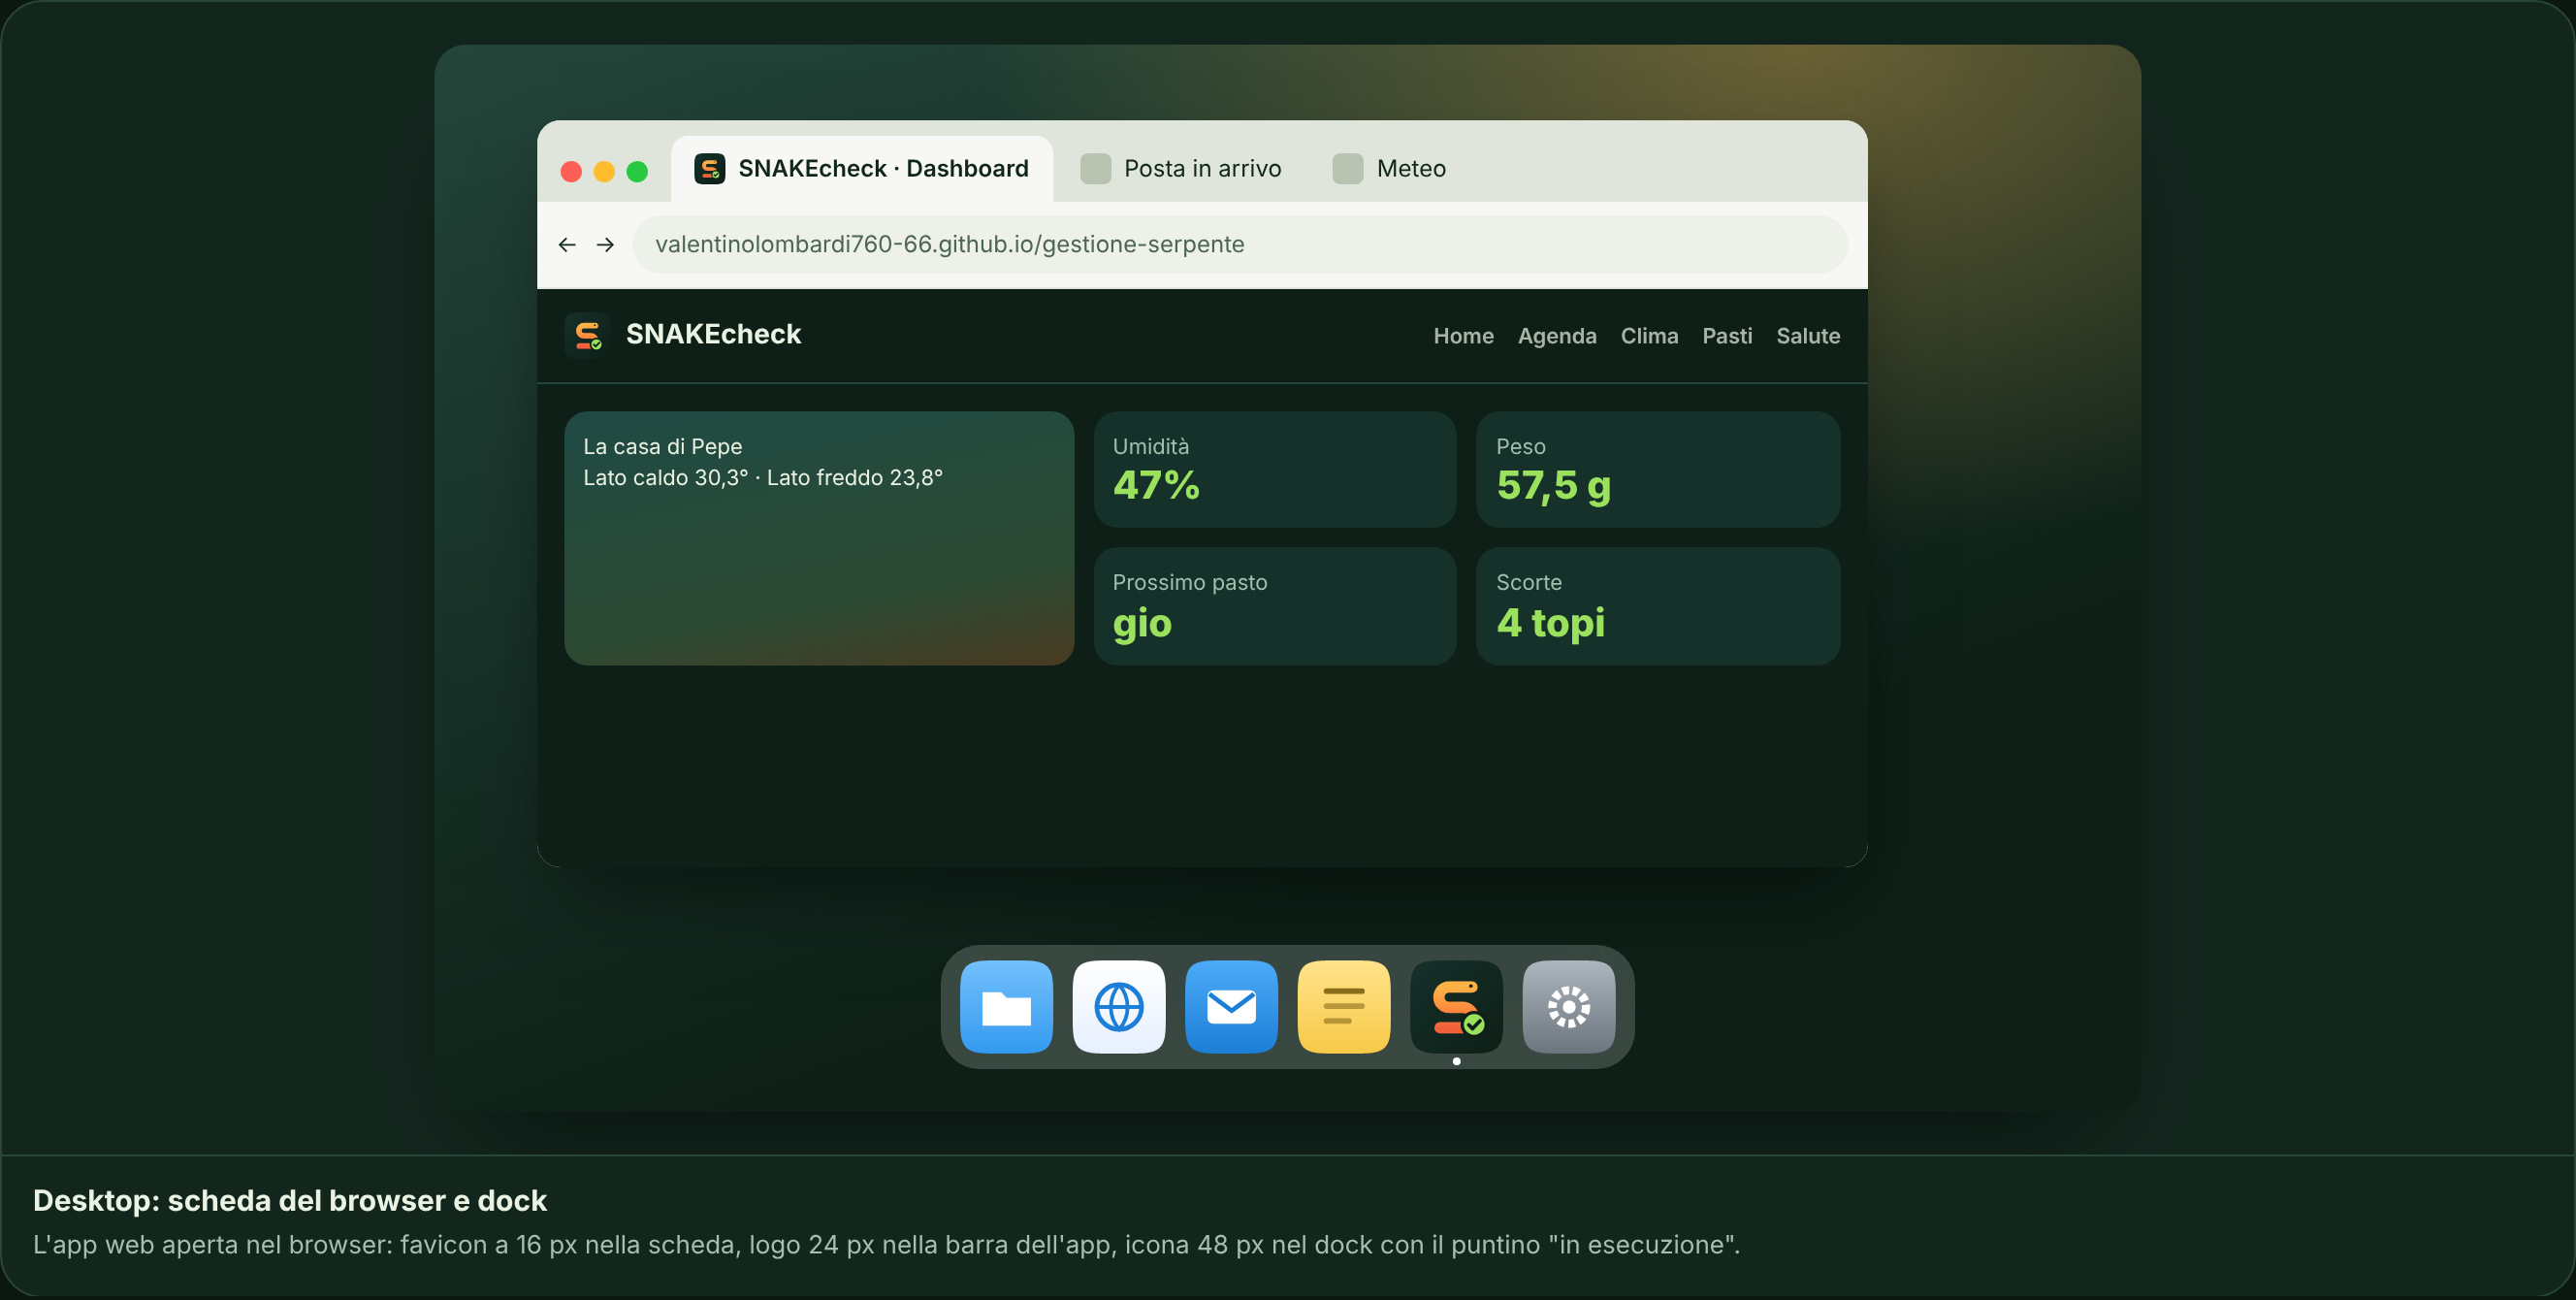 SNAKEcheck · Dashboard
Posta in arrivo
Meteo
← → valentinolombardi760-66.github.io/gestione-serpente
SNAKEcheck
Home Agenda Clima Pasti Salute
La casa di Pepe
Lato caldo 30,3° · Lato freddo 23,8°
Umidità
47%
Peso
57,5 g
Prossimo pasto
gio
Scorte
4 topi
Desktop: scheda del browser e dock
L'app web aperta nel browser: favicon a 16 px nella scheda, logo 24 px nella barra dell'app, icona 48 px nel dock con il puntino "in esecuzione".